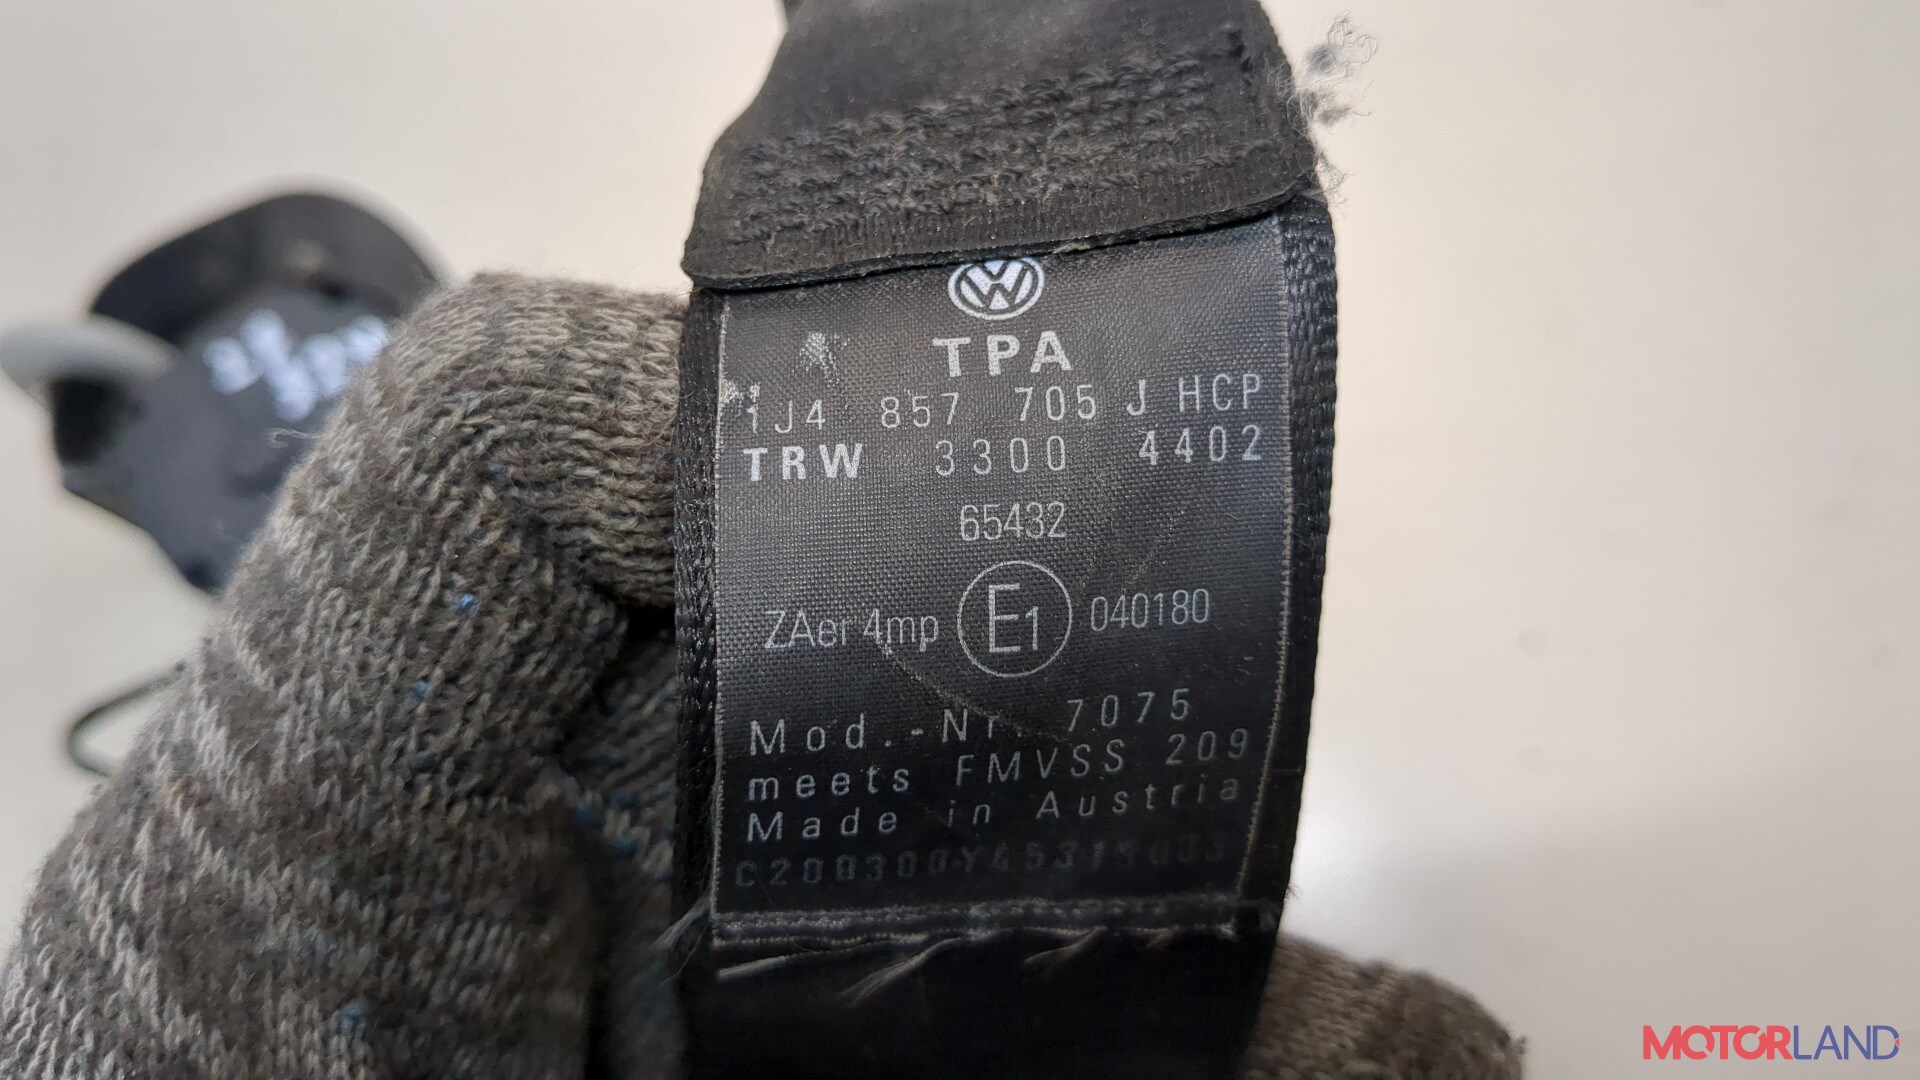 TPA
1J4 857 705 J HCP
TRW 3300 4402
65432
ZAer 4mp E1 040180
Mod.-Nr. 7075
meets FMVSS 209
Made in Austria
MOTORLAND